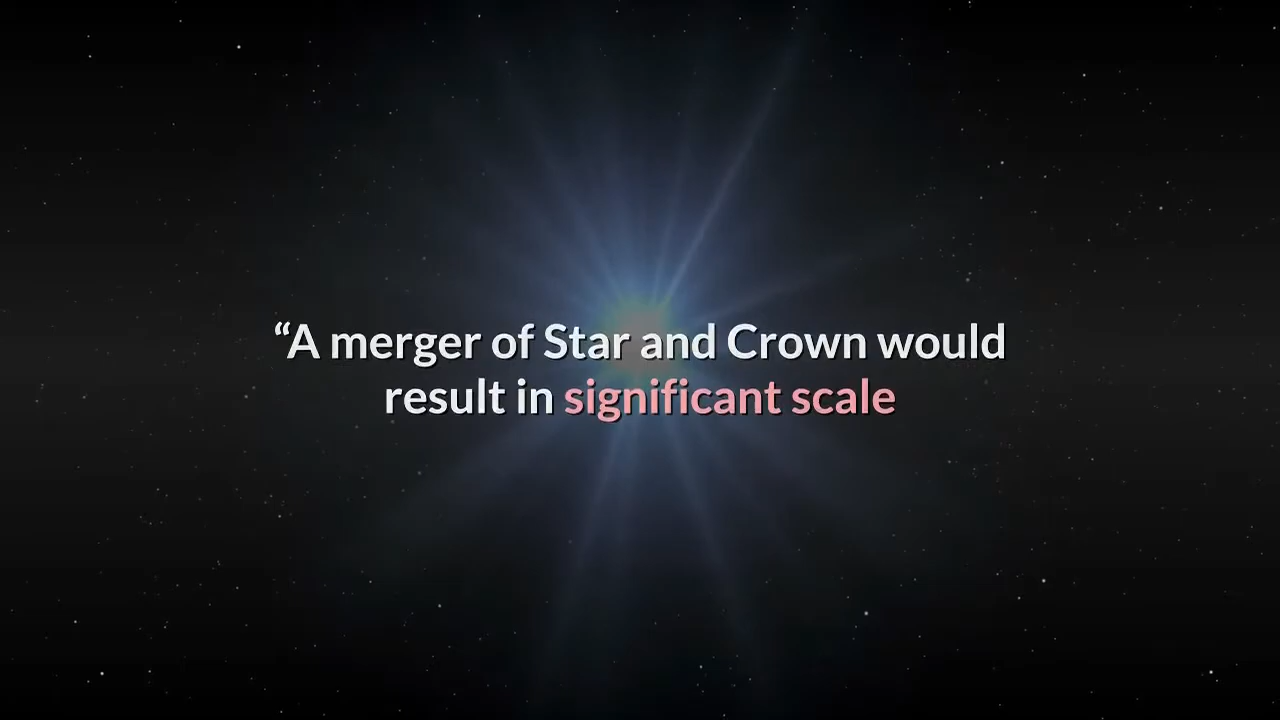 “A merger of Star and Crown would
result in significant scale